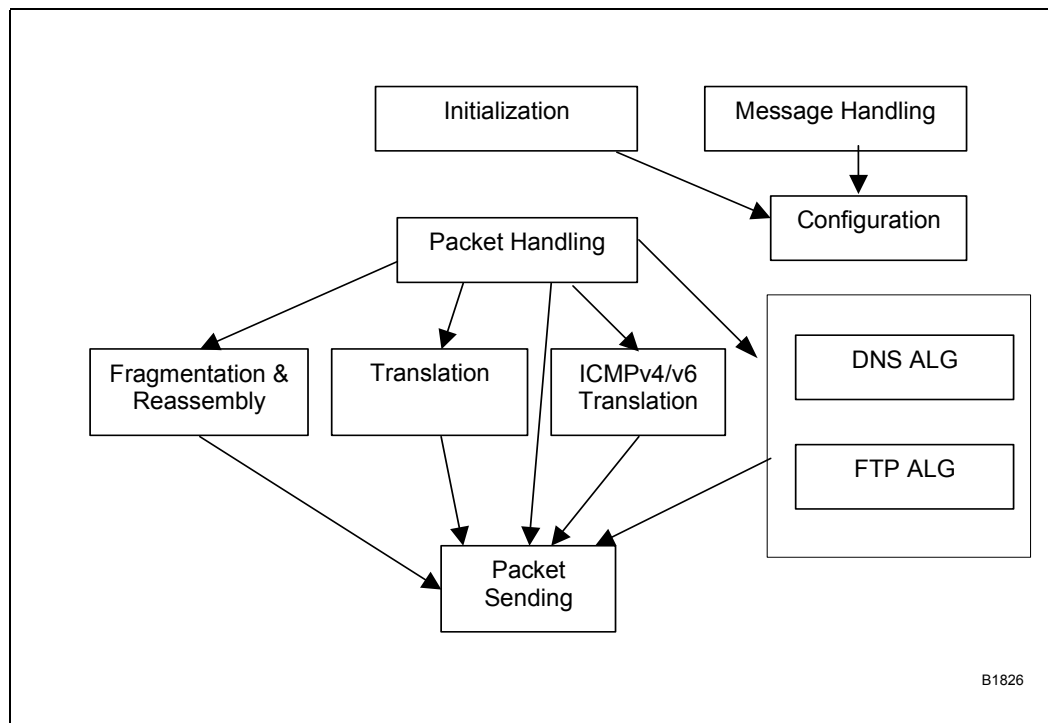 Initialization
Message Handling
Configuration
Packet Handling
Fragmentation &
Reassembly
Translation
ICMPv4/v6
Translation
DNS ALG
FTP ALG
Packet
Sending
B1826